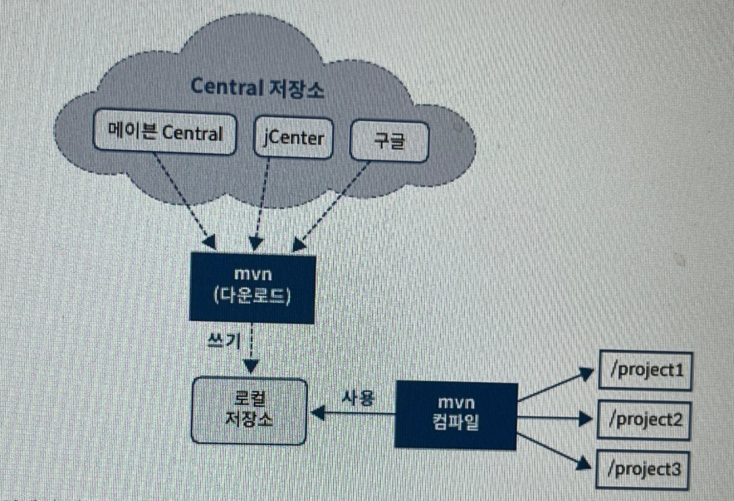 Central 저장소
메이븐 Central
jCenter
구글
mvn
(다운로드)
쓰기
로컬
저장소
사용
mvn
컴파일
/project1
/project2
/project3